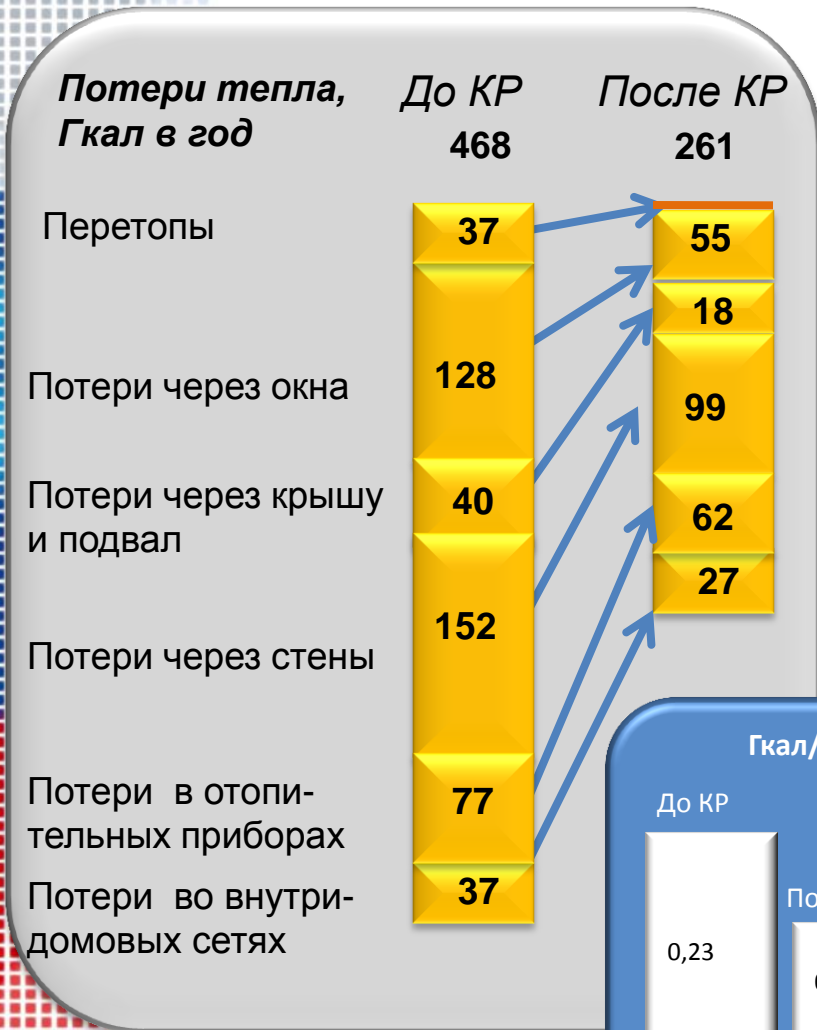 Потери тепла,
Гкал в год
До КР
После КР
468
261
Перетопы
37
55
18
Потери через окна
128
99
Потери через крышу
и подвал
40
62
27
Потери через стены
152
Потери в отопи-
тельных приборах
77
Потери во внутри-
домовых сетях
37
Гкал/
До КР
0,23